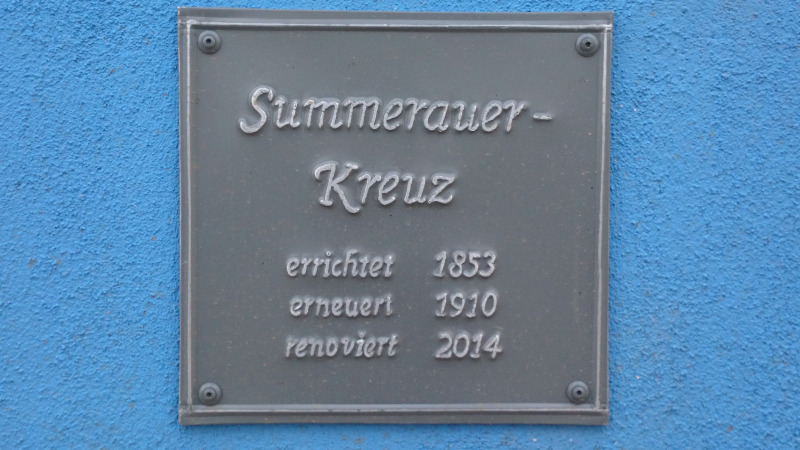 Summerauer-
Kreuz
errichtet 1853
erneuert 1910
renoviert 2014